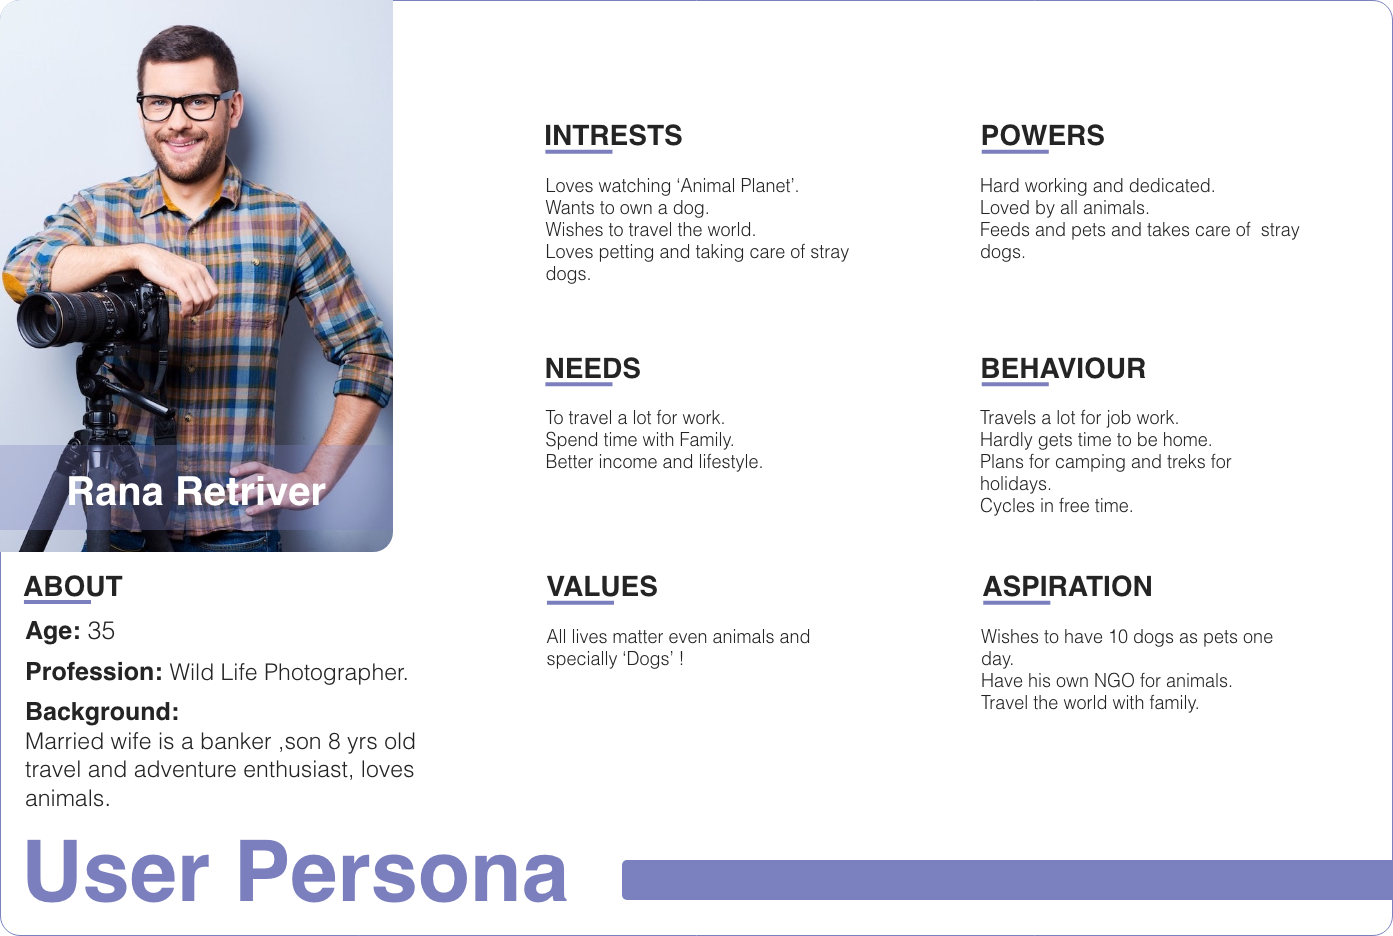 Rana Retriver
ABOUT
Age: 35
Profession: Wild Life Photographer.
Background:
Married wife is a banker ,son 8 yrs old
travel and adventure enthusiast, loves
animals.
INTRESTS
Loves watching ‘Animal Planet’.
Wants to own a dog.
Wishes to travel the world.
Loves petting and taking care of stray
dogs.
POWERS
Hard working and dedicated.
Loved by all animals.
Feeds and pets and takes care of  stray
dogs.
NEEDS
To travel a lot for work.
Spend time with Family.
Better income and lifestyle.
BEHAVIOUR
Travels a lot for job work.
Hardly gets time to be home.
Plans for camping and treks for
holidays.
Cycles in free time.
VALUES
All lives matter even animals and
specially ‘Dogs’ !
ASPIRATION
Wishes to have 10 dogs as pets one
day.
Have his own NGO for animals.
Travel the world with family.
User Persona